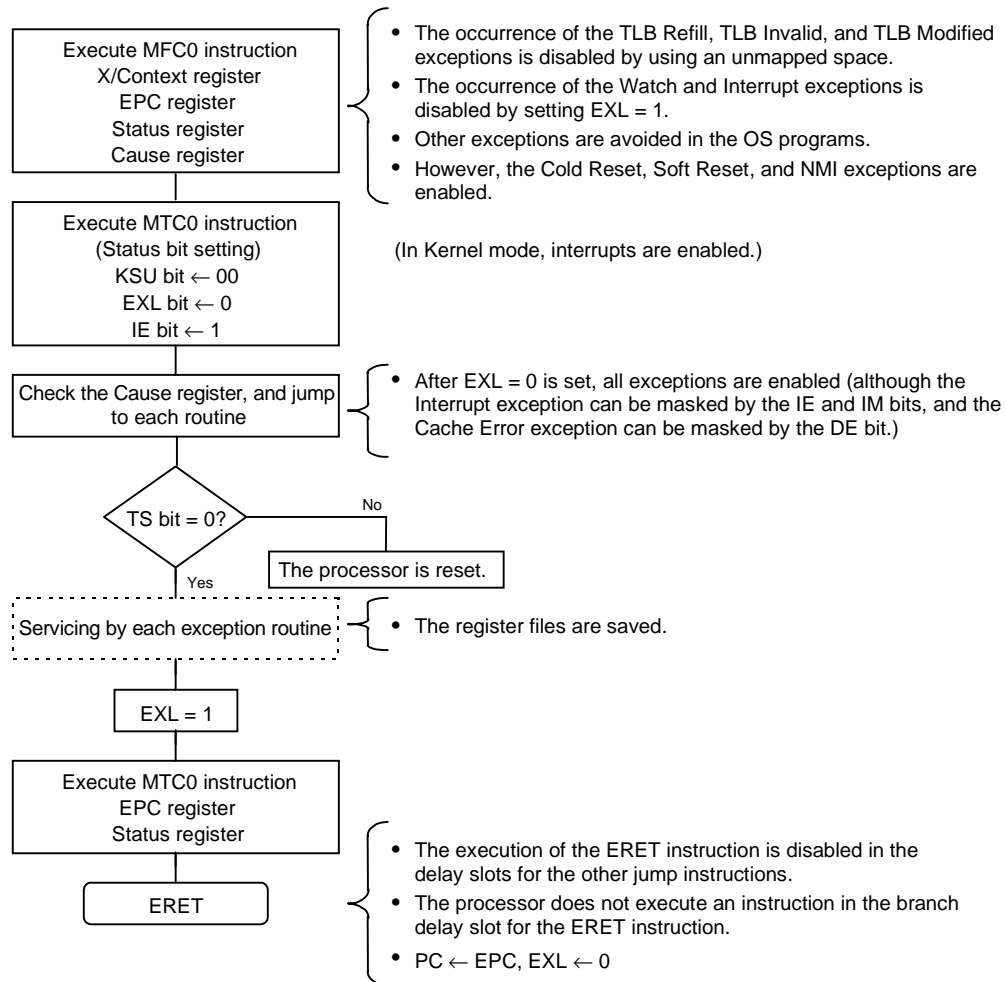 Execute MFC0 instruction
X/Context register
EPC register
Status register
Cause register
• The occurrence of the TLB Refill, TLB Invalid, and TLB Modified
exceptions is disabled by using an unmapped space.
• The occurrence of the Watch and Interrupt exceptions is
disabled by setting EXL = 1.
• Other exceptions are avoided in the OS programs.
• However, the Cold Reset, Soft Reset, and NMI exceptions are
enabled.
Execute MTC0 instruction
(Status bit setting)
KSU bit ← 00
EXL bit ← 0
IE bit ← 1
(In Kernel mode, interrupts are enabled.)
Check the Cause register, and jump
to each routine
• After EXL = 0 is set, all exceptions are enabled (although the
Interrupt exception can be masked by the IE and IM bits, and the
Cache Error exception can be masked by the DE bit.)
TS bit = 0?
No
The processor is reset.
Yes
Servicing by each exception routine
• The register files are saved.
EXL = 1
Execute MTC0 instruction
EPC register
Status register
ERET
• The execution of the ERET instruction is disabled in the
delay slots for the other jump instructions.
• The processor does not execute an instruction in the branch
delay slot for the ERET instruction.
• PC ← EPC, EXL ← 0